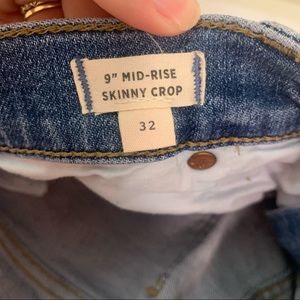 9" MID-RISE
SKINNY CROP
32